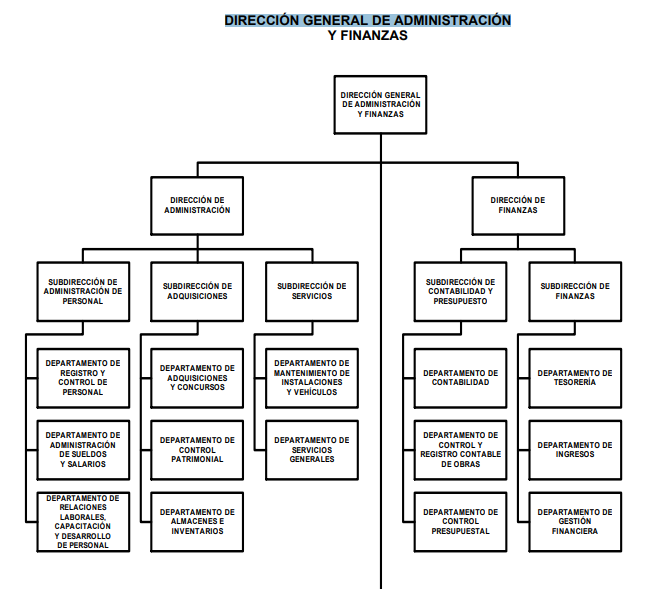 DIRECCIÓN GENERAL DE ADMINISTRACIÓN
Y FINANZAS
DIRECCIÓN GENERAL
DE ADMINISTRACIÓN
Y FINANZAS
DIRECCIÓN DE
ADMINISTRACIÓN
DIRECCIÓN DE
FINANZAS
SUBDIRECCIÓN DE
ADMINISTRACIÓN DE
PERSONAL
SUBDIRECCIÓN DE
ADQUISICIONES
SUBDIRECCIÓN DE
SERVICIOS
SUBDIRECCIÓN DE
CONTABILIDAD Y
PRESUPUESTO
SUBDIRECCIÓN DE
FINANZAS
DEPARTAMENTO DE
REGISTRO Y
CONTROL DE
PERSONAL
DEPARTAMENTO DE
ADQUISICIONES
Y CONCURSOS
DEPARTAMENTO DE
MANTENIMIENTO DE
INSTALACIONES
Y VEHÍCULOS
DEPARTAMENTO DE
CONTABILIDAD
DEPARTAMENTO DE
TESORERÍA
DEPARTAMENTO DE
ADMINISTRACIÓN
DE SUELDOS
Y SALARIOS
DEPARTAMENTO DE
CONTROL
PATRIMONIAL
DEPARTAMENTO DE
SERVICIOS
GENERALES
DEPARTAMENTO DE
CONTROL Y
REGISTRO CONTABLE
DE OBRAS
DEPARTAMENTO DE
INGRESOS
DEPARTAMENTO DE
RELACIONES
LABORALES,
CAPACITACIÓN
Y DESARROLLO
DE PERSONAL
DEPARTAMENTO DE
ALMACENES E
INVENTARIOS
DEPARTAMENTO DE
CONTROL
PRESUPUESTAL
DEPARTAMENTO DE
GESTIÓN
FINANCIERA